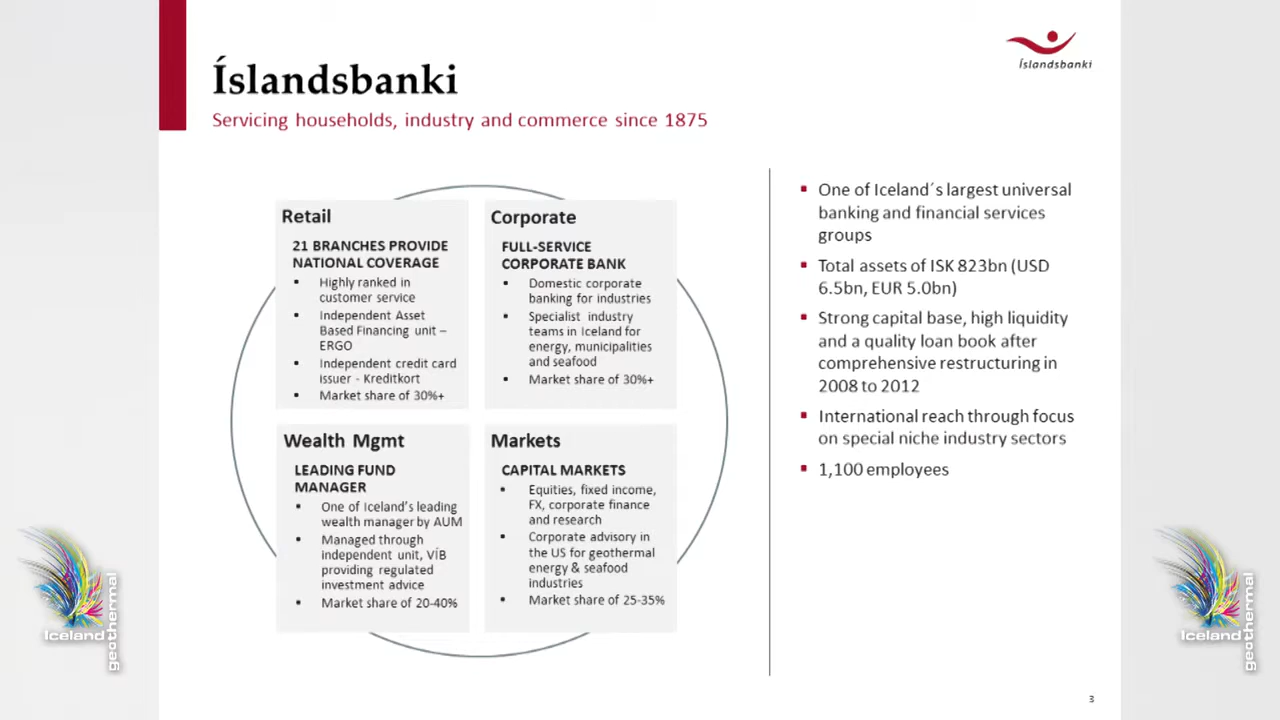 Íslandsbanki
Servicing households, industry and commerce since 1875
Íslandsbanki
Retail
21 BRANCHES PROVIDE
NATIONAL COVERAGE
▪ Highly ranked in
customer service
▪ Independent Asset
Based Financing unit –
ERGO
▪ Independent credit card
issuer - Kreditkort
▪ Market share of 30%+
Corporate
FULL-SERVICE
CORPORATE BANK
▪ Domestic corporate
banking for industries
▪ Specialist industry
teams in Iceland for
energy, municipalities
and seafood
▪ Market share of 30%+
Wealth Mgmt
LEADING FUND
MANAGER
▪ One of Iceland's leading
wealth manager by AUM
▪ Managed through
independent unit, VÍB
providing regulated
investment advice
▪ Market share of 20-40%
Markets
CAPITAL MARKETS
▪ Equities, fixed income,
FX, corporate finance
and research
▪ Corporate advisory in
the US for geothermal
energy & seafood
industries
▪ Market share of 25-35%
▪ One of Iceland´s largest universal
banking and financial services
groups
▪ Total assets of ISK 823bn (USD
6.5bn, EUR 5.0bn)
▪ Strong capital base, high liquidity
and a quality loan book after
comprehensive restructuring in
2008 to 2012
▪ International reach through focus
on special niche industry sectors
▪ 1,100 employees
Iceland
geothermal
Iceland
geothermal
3